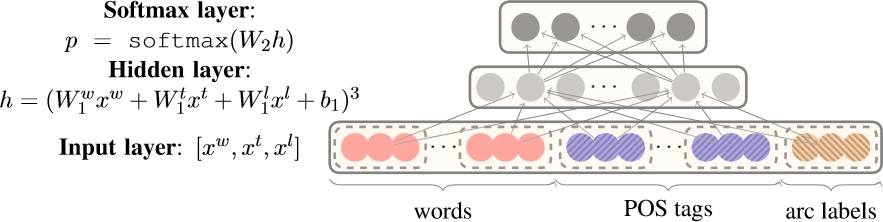 Softmax layer:
p = softmax(W₂h)
Hidden layer:
h = (W₁ʷxʷ + W₁ᵗxᵗ + W₁ˡxˡ + b₁)³
Input layer: [xʷ, xᵗ, xˡ]
···
···
··· ···
words POS tags arc labels